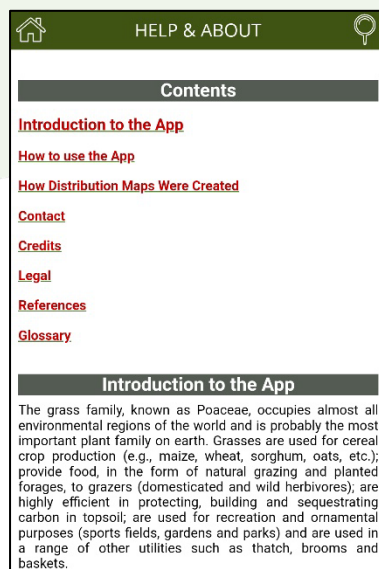 HELP & ABOUT
Contents
Introduction to the App
How to use the App
How Distribution Maps Were Created
Contact
Credits
Legal
References
Glossary
Introduction to the App
The grass family, known as Poaceae, occupies almost all
environmental regions of the world and is probably the most
important plant family on earth. Grasses are used for cereal
crop production (e.g., maize, wheat, sorghum, oats, etc.);
provide food, in the form of natural grazing and planted
forages, to grazers (domesticated and wild herbivores); are
highly efficient in protecting, building and sequestrating
carbon in topsoil; are used for recreation and ornamental
purposes (sports fields, gardens and parks) and are used in
a range of other utilities such as thatch, brooms and
baskets.